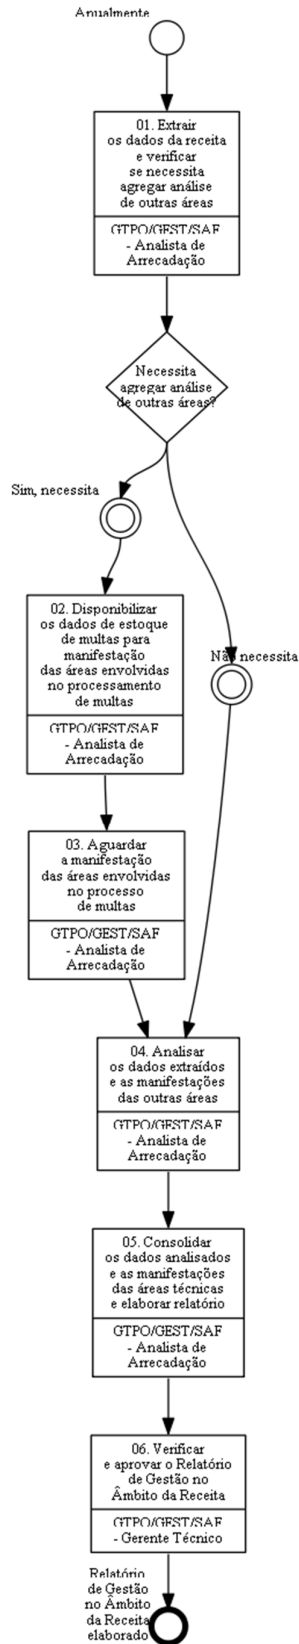 Anualmente
01. Extrair
os dados da receita
e verificar
se necessita
agregar análise
de outras áreas
GTPO/GEST/SAF
- Analista de
Arrecadação
Necessita
agregar análise
de outras áreas?
Sim, necessita
02. Disponibilizar
os dados de estoque
de multas para
manifestação
das áreas envolvidas
no processamento
de multas
GTPO/GEST/SAF
- Analista de
Arrecadação
Não necessita
03. Aguardar
a manifestação
das áreas envolvidas
no processo
de multas
GTPO/GEST/SAF
- Analista de
Arrecadação
04. Analisar
os dados extraídos
e as manifestações
das outras áreas
GTPO/GEST/SAF
- Analista de
Arrecadação
05. Consolidar
os dados analisados
e as manifestações
das áreas técnicas
e elaborar relatório
GTPO/GEST/SAF
- Analista de
Arrecadação
06. Verificar
e aprovar o Relatório
de Gestão no
Âmbito da Receita
GTPO/GEST/SAF
- Gerente Técnico
Relatório
de Gestão
no Âmbito
da Receita
elaborado